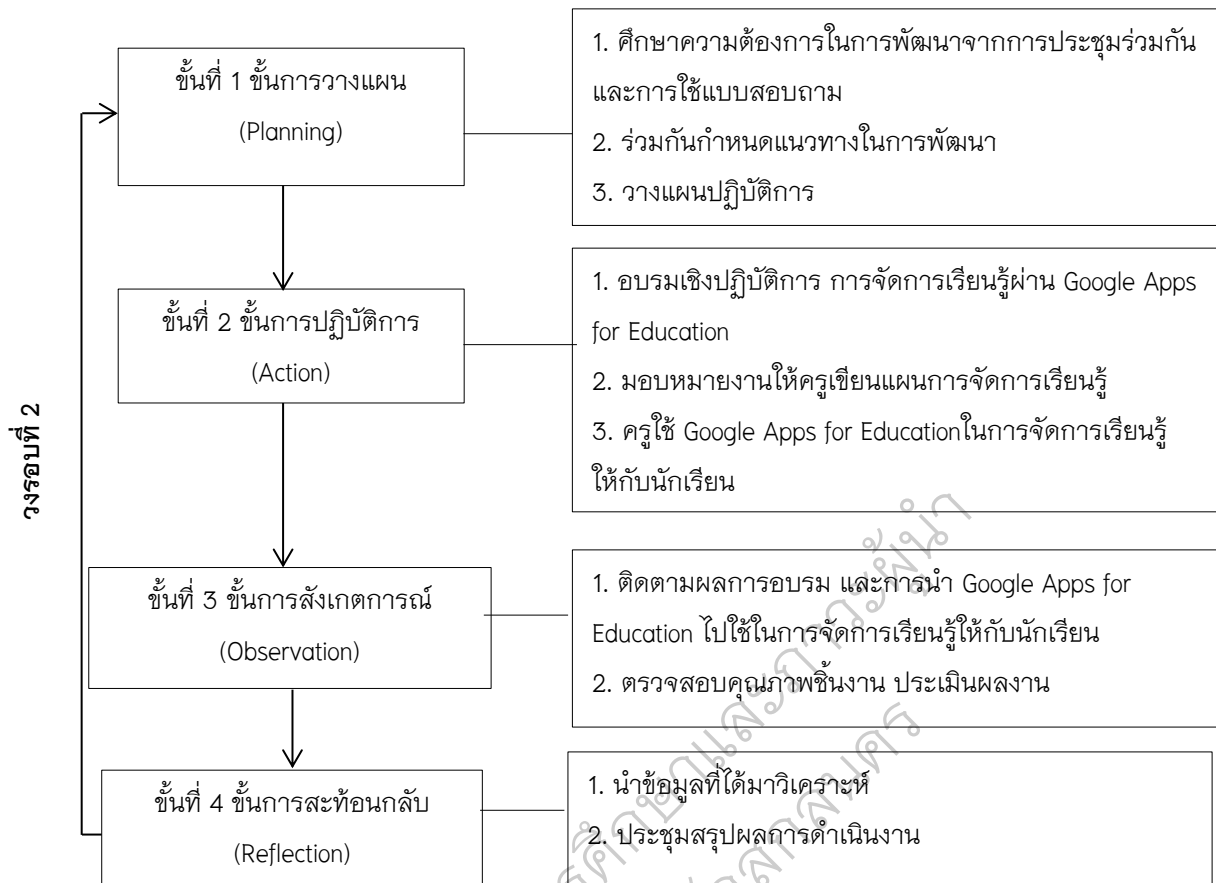 ขั้นที่ 1 ขั้นการวางแผน
(Planning)
1. ศึกษาความต้องการในการพัฒนาจากการประชุมร่วมกัน
และการใช้แบบสอบถาม
2. ร่วมกันกำหนดแนวทางในการพัฒนา
3. วางแผนปฏิบัติการ
ขั้นที่ 2 ขั้นการปฏิบัติการ
(Action)
1. อบรมเชิงปฏิบัติการ การจัดการเรียนรู้ผ่าน Google Apps
for Education
2. มอบหมายงานให้ครูเขียนแผนการจัดการเรียนรู้
3. ครูใช้ Google Apps for Educationในการจัดการเรียนรู้
ให้กับนักเรียน
วงรอบที่ 2
ขั้นที่ 3 ขั้นการสังเกตการณ์
(Observation)
1. ติดตามผลการอบรม และการนำ Google Apps for
Education ไปใช้ในการจัดการเรียนรู้ให้กับนักเรียน
2. ตรวจสอบคุณภาพชิ้นงาน ประเมินผลงาน
ขั้นที่ 4 ขั้นการสะท้อนกลับ
(Reflection)
1. นำข้อมูลที่ได้มาวิเคราะห์
2. ประชุมสรุปผลการดำเนินงาน